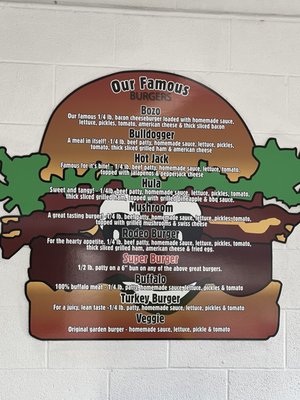 Our Famous
BURGERS
Bozo
Our famous 1/4 lb. bacon cheeseburger loaded with homemade sauce,
lettuce, pickles, tomato, american cheese & thick sliced bacon
Bulldogger
A meal in itself! - 1/4 lb. beef patty, homemade sauce, lettuce, pickles, tomato,
thick sliced grilled ham & american cheese
Hot Jack
Famous for it's bite! - 1/4 lb. beef patty, homemade sauce, lettuce, tomato,
topped with jalapenos & pepperjack cheese
Hula
Sweet and tangy! - 1/4 lb. beef patty, homemade sauce, lettuce, pickles, tomato,
thick sliced grilled ham, topped with grilled pineapple & bbq sauce.
Mushroom
A great tasting burger - 1/4 lb. beef patty, homemade sauce, lettuce, pickles, tomato,
topped with grilled mushrooms & swiss cheese
Rodeo Burger
For the hearty appetite, 1/4 lb. beef patty, homemade sauce, lettuce, pickles, tomato,
thick sliced grilled ham, american cheese & fried egg.
Super Burger
1/2 lb. patty on a 6" bun on any of the above great burgers.
Buffalo
100% buffalo meat - 1/4 lb. patty homemade sauce, lettuce, pickles & tomato
Turkey Burger
For a juicy, lean taste - 1/4 lb. patty, homemade sauce, lettuce, pickles & tomato
Veggie
Original garden burger - homemade sauce, lettuce, pickle & tomato